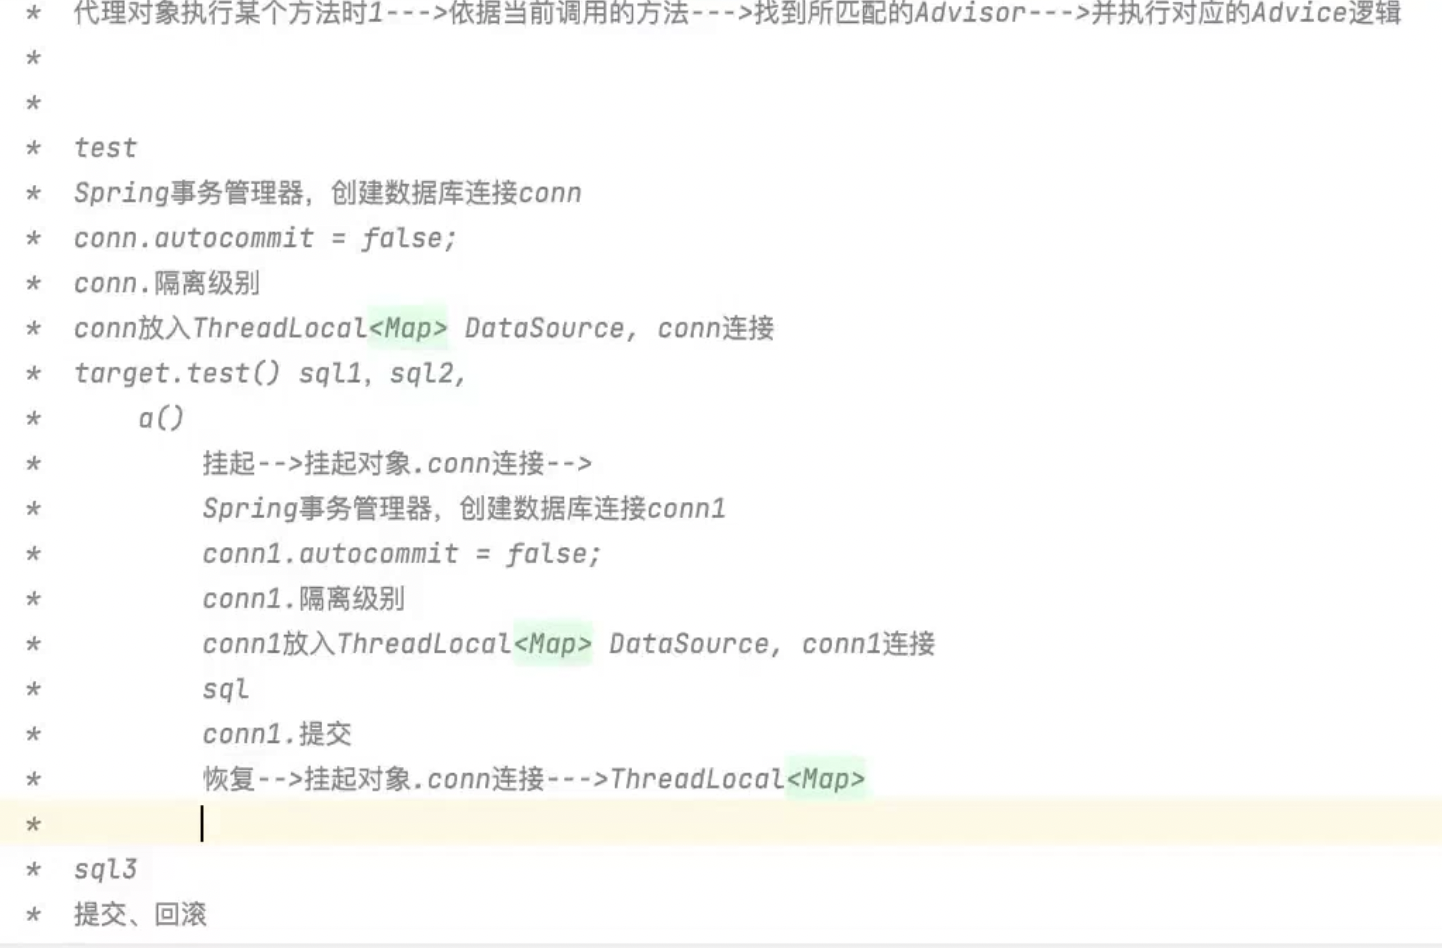 * 代理对象执行某个方法时1--->依据当前调用的方法--->找到所匹配的Advisor--->并执行对应的Advice逻辑
*
*
* test
* Spring事务管理器，创建数据库连接conn
* conn.autocommit = false;
* conn.隔离级别
* conn放入ThreadLocal<Map> DataSource, conn连接
* target.test() sql1，sql2,
* a()
* 挂起-->挂起对象.conn连接-->
* Spring事务管理器，创建数据库连接conn1
* conn1.autocommit = false;
* conn1.隔离级别
* conn1放入ThreadLocal<Map> DataSource, conn1连接
* sql
* conn1.提交
* 恢复-->挂起对象.conn连接--->ThreadLocal<Map>
*
* sql3
* 提交、回滚